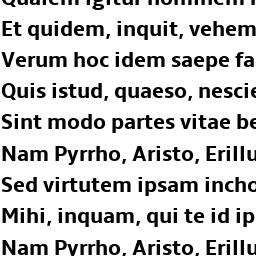 Qualem igitur hominem
Et quidem, inquit, vehem
Verum hoc idem saepe fa
Quis istud, quaeso, nescie
Sint modo partes vitae be
Nam Pyrrho, Aristo, Erillu
Sed virtutem ipsam incho
Mihi, inquam, qui te id ip
Nam Pyrrho, Aristo, Erillu